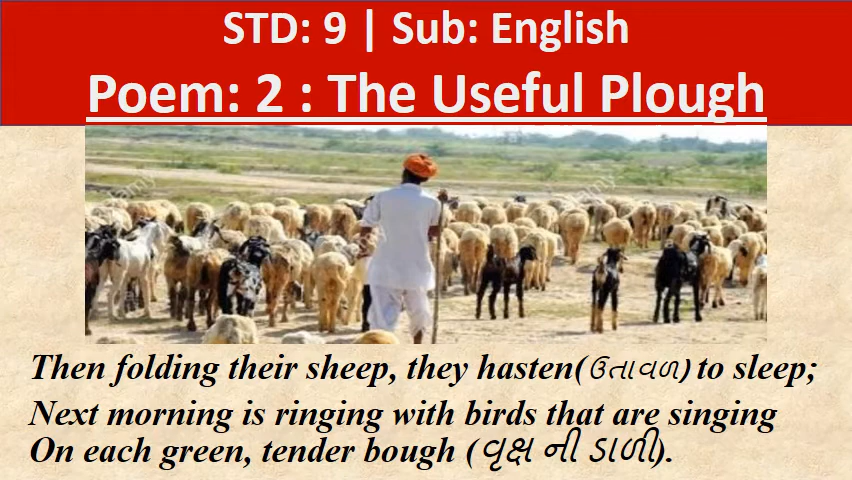 STD: 9 | Sub: English
Poem: 2 : The Useful Plough
Then folding their sheep, they hasten(ઉતાવળ) to sleep;
Next morning is ringing with birds that are singing
On each green, tender bough (વૃક્ષ ની ડાળી).